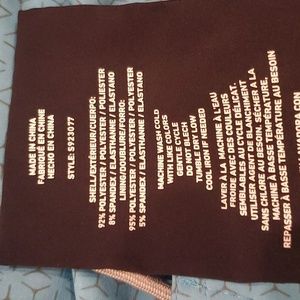 MADE IN CHINA
FABRIQUÉ EN CHINE
HECHO EN CHINA
STYLE: S923077
SHELL/EXTÉRIEUR/CUERPO:
92% POLYESTER / POLYESTER / POLIESTER
8% SPANDEX / ÉLASTHANNE / ELASTANO
LINING/DOUBLURE/FORRO:
95% POLYESTER / POLYESTER / POLIESTER
5% SPANDEX / ÉLASTHANNE / ELASTANO
MACHINE WASH COLD
WITH LIKE COLORS
GENTLE CYCLE
DO NOT BLEECH
TUMBLE DRY LOW
COOL IRON IF NEEDED
LAVER À LA MACHINE À L'EAU
FROIDE AVEC DES COULEURS
SEMBLABLES AU CYCLE DÉLICAT.
UTILISER AGENT DE BLANCHIMENT
SANS CHLORE AU BESOIN. SÉCHER À LA
MACHINE À BASSE TEMPÉRATURE.
REPASSER À BASSE TEMPÉRATURE AU BESOIN